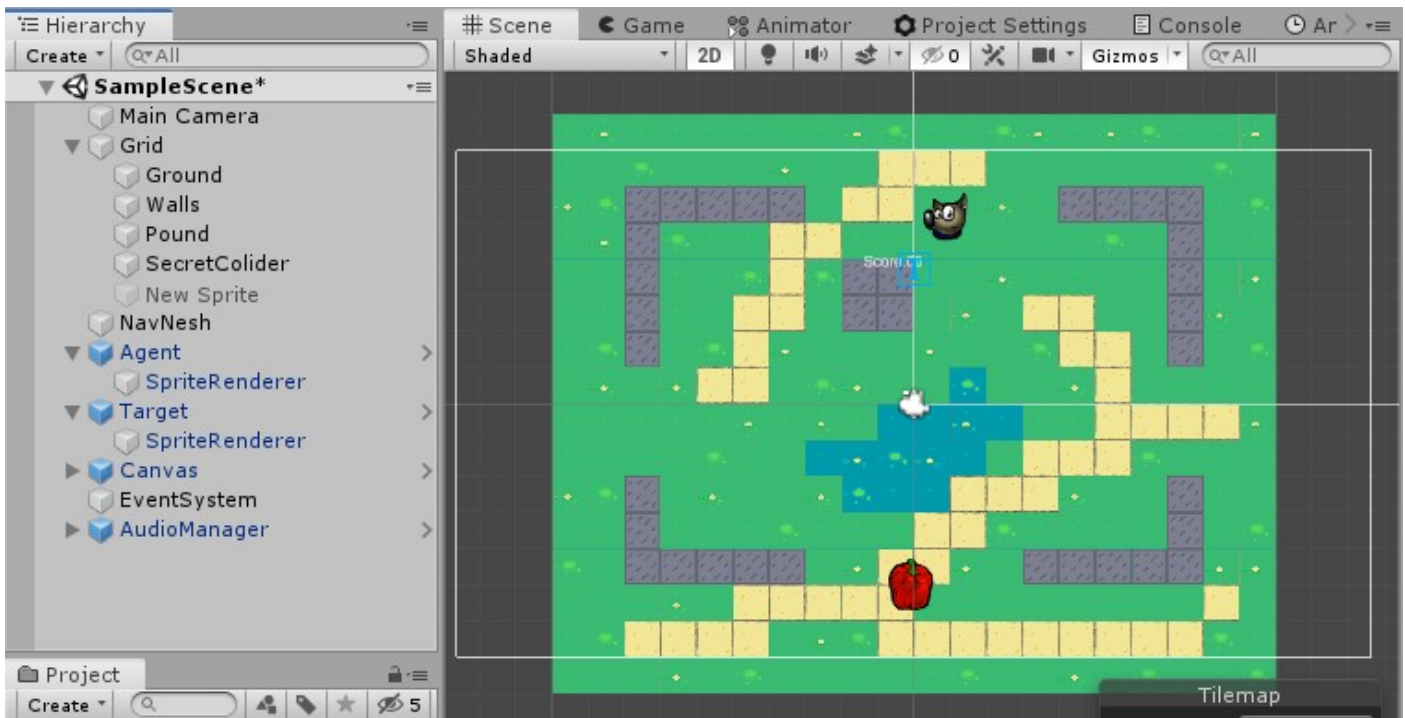 Hierarchy
Create All
SampleScene*
Main Camera
Grid
Ground
Walls
Pound
SecretColider
New Sprite
NavNesh
Agent
SpriteRenderer
Target
SpriteRenderer
Canvas
EventSystem
AudioManager
Project
Create 5
Scene Game Animator Project Settings Console Ar
Shaded 2D 0 Gizmos All
Tilemap